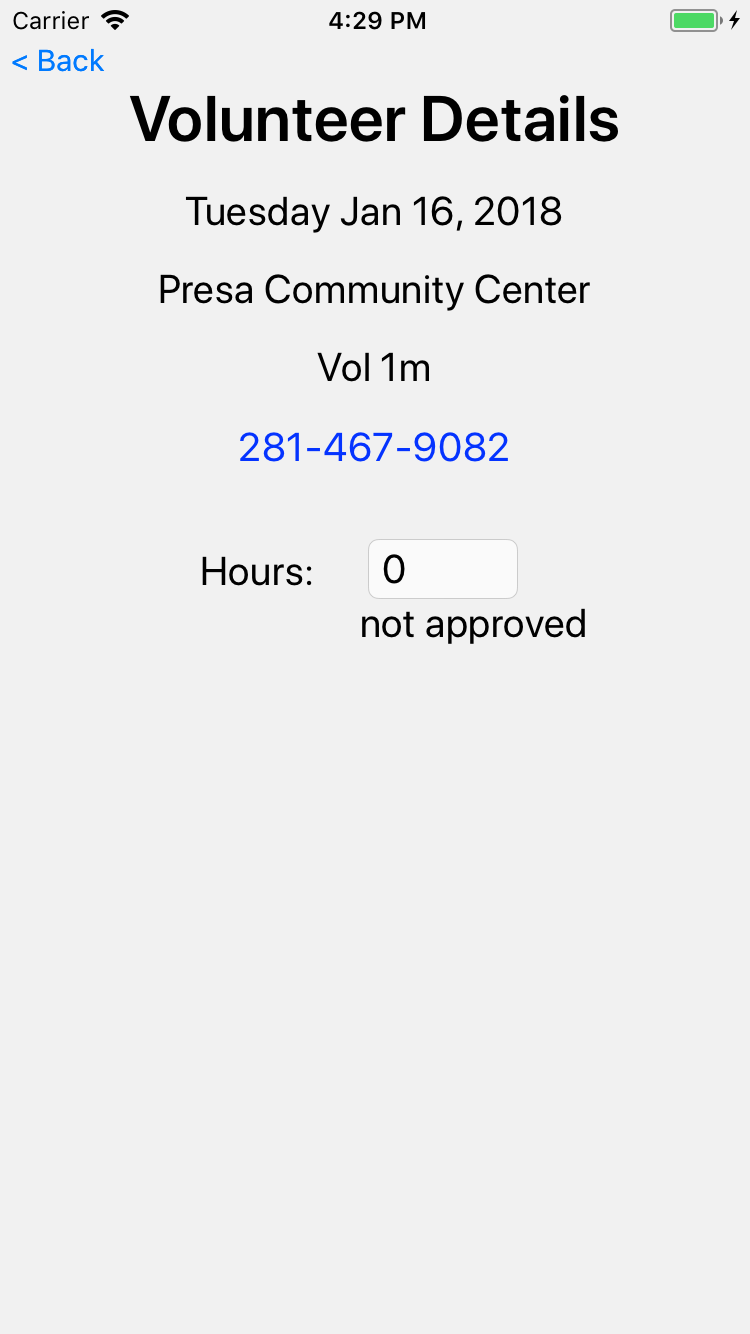 Carrier 4:29 PM
< Back
Volunteer Details
Tuesday Jan 16, 2018
Presa Community Center
Vol 1m
281-467-9082
Hours: 0
not approved